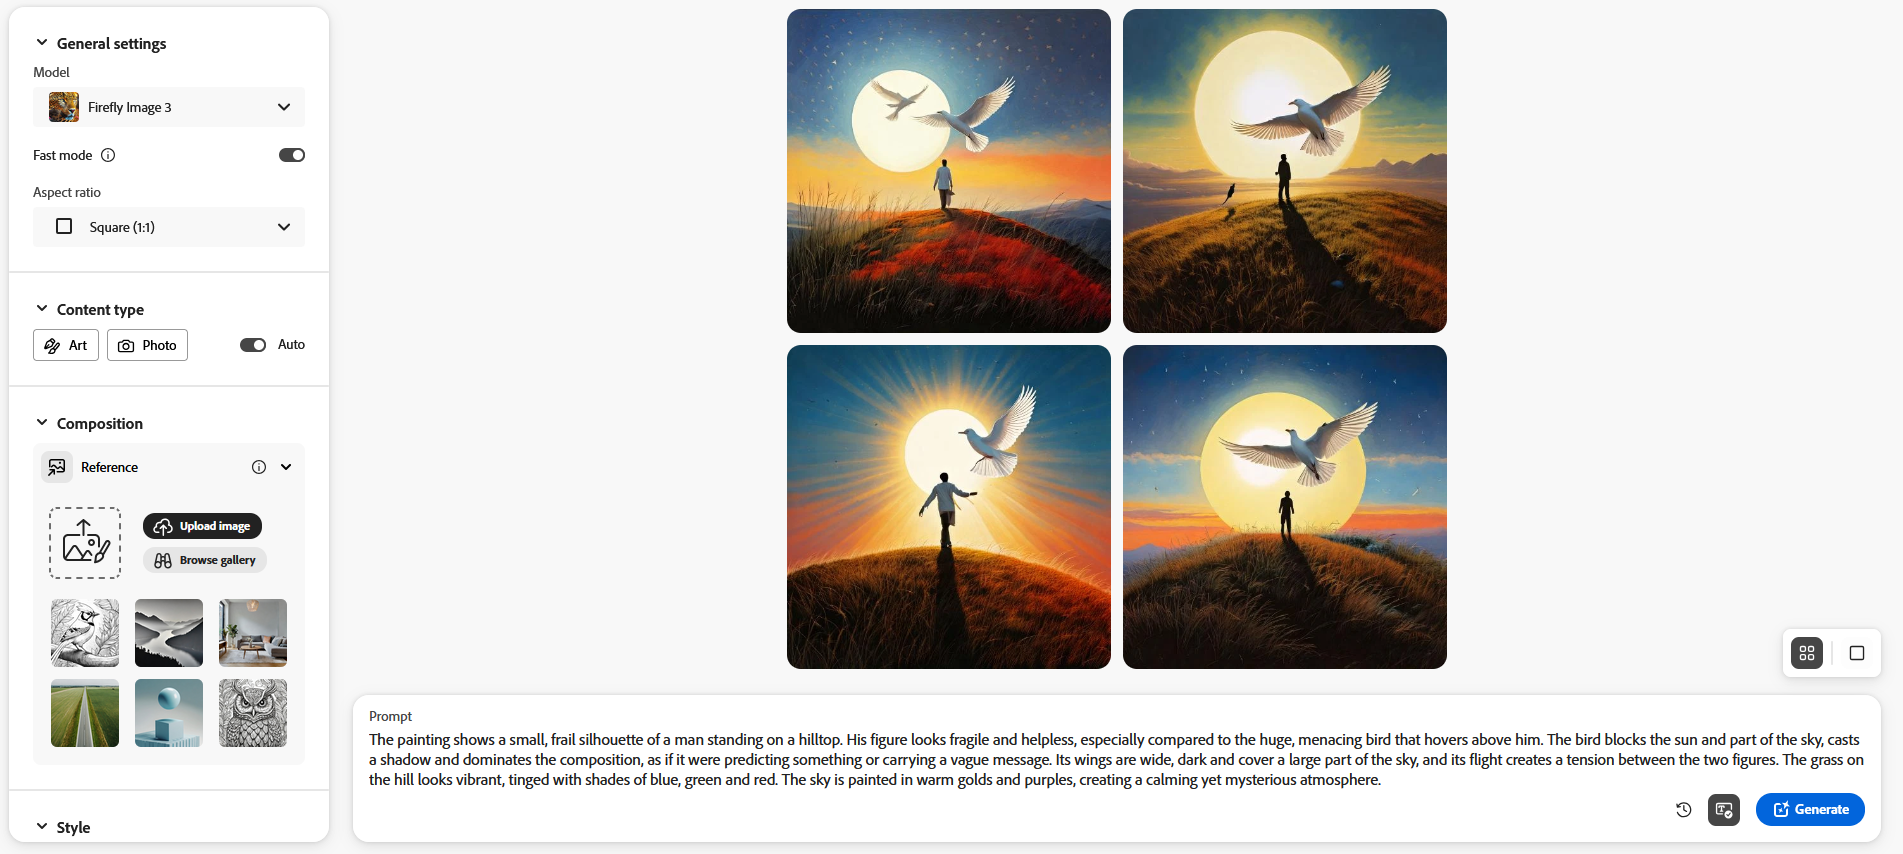 General settings
Model
Firefly Image 3
Fast mode
Aspect ratio
Square (1:1)
Content type
Art
Photo
Auto
Composition
Reference
Upload image
Browse gallery
Style
Prompt
The painting shows a small, frail silhouette of a man standing on a hilltop. His figure looks fragile and helpless, especially compared to the huge, menacing bird that hovers above him. The bird blocks the sun and part of the sky, casts
a shadow and dominates the composition, as if it were predicting something or carrying a vague message. Its wings are wide, dark and cover a large part of the sky, and its flight creates a tension between the two figures. The grass on
the hill looks vibrant, tinged with shades of blue, green and red. The sky is painted in warm golds and purples, creating a calming yet mysterious atmosphere.
Generate